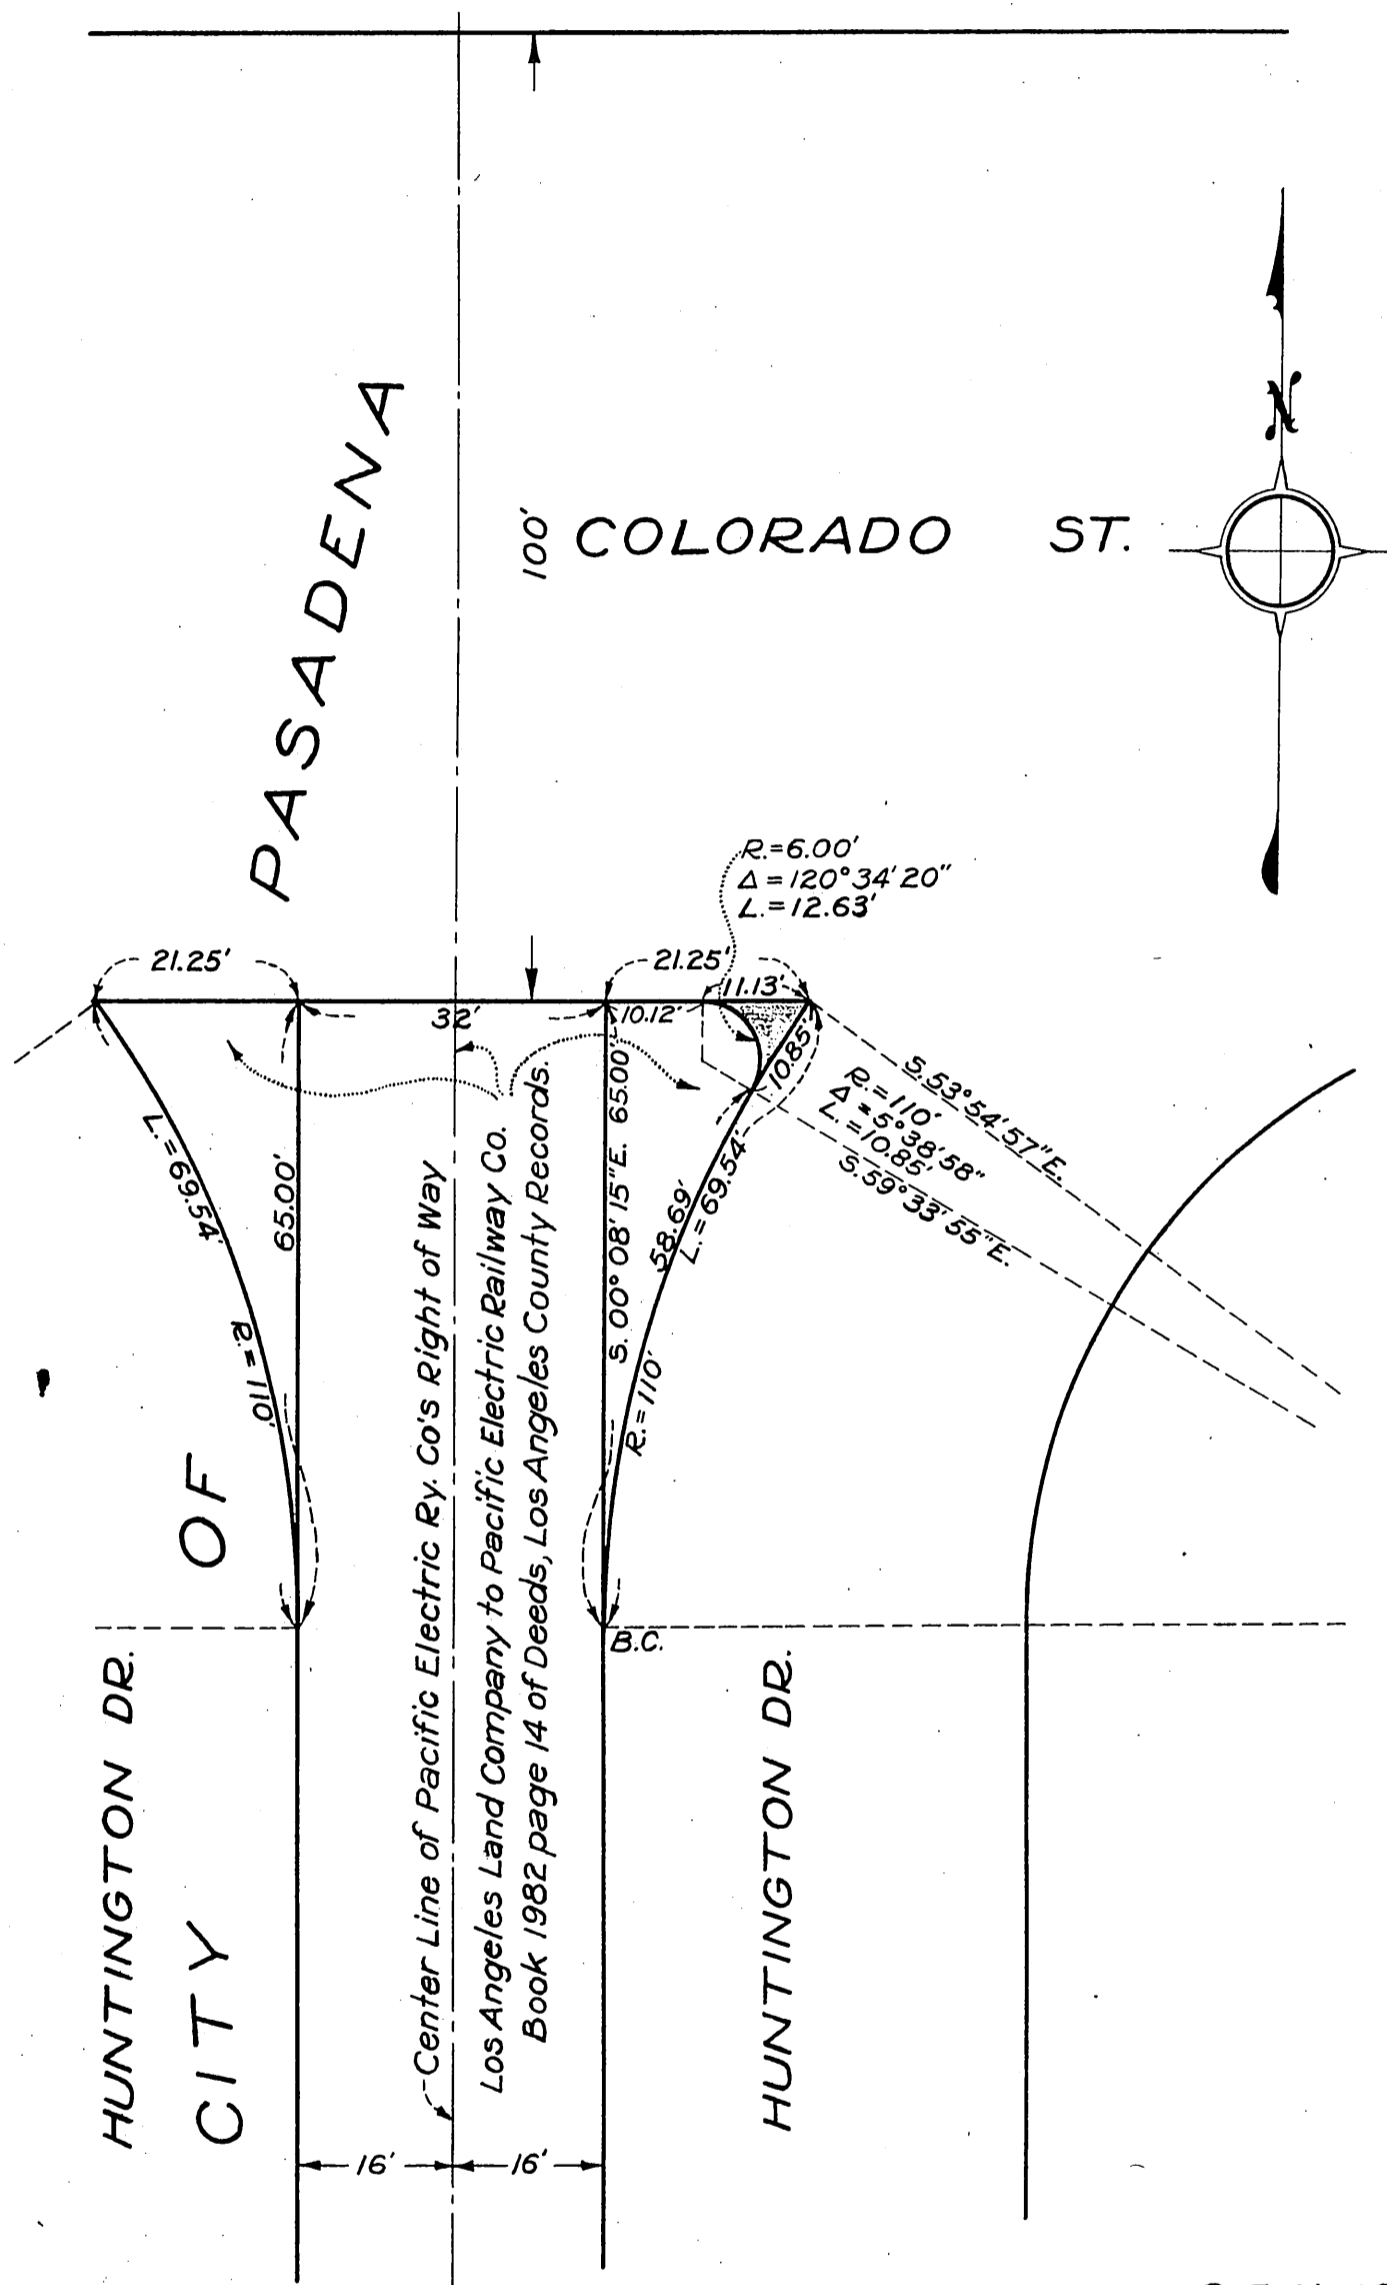 PASADENA
100'
COLORADO ST.
N
R.=6.00'
Δ=120°34'20"
L.=12.63'
21.25'
21.25'
11.13'
32'
10.12'
10.85'
S.53°54'57"E.
R.=110'
Δ=5°38'58"
L.=10.85'
S.59°33'55"E.
L.=69.54'
65.00'
R.=110'
S.00°08'15"E. 65.00'
58.69'
L.=69.54'
R.=110'
OF
B.C.
HUNTINGTON DR.
CITY
Center Line of Pacific Electric Ry. Co's Right of Way
Los Angeles Land Company to Pacific Electric Railway Co.
Book 1982 page 14 of Deeds, Los Angeles County Records.
HUNTINGTON DR.
16'
16'